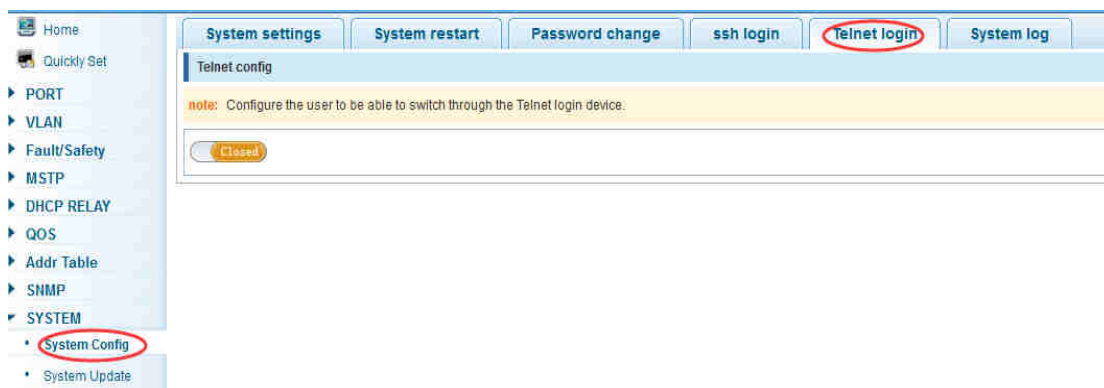 Home
Quickly Set
PORT
VLAN
Fault/Safety
MSTP
DHCP RELAY
QOS
Addr Table
SNMP
SYSTEM
System Config
System Update
System settings
System restart
Password change
ssh login
Telnet login
System log
Telnet config
note: Configure the user to be able to switch through the Telnet login device.
Closed